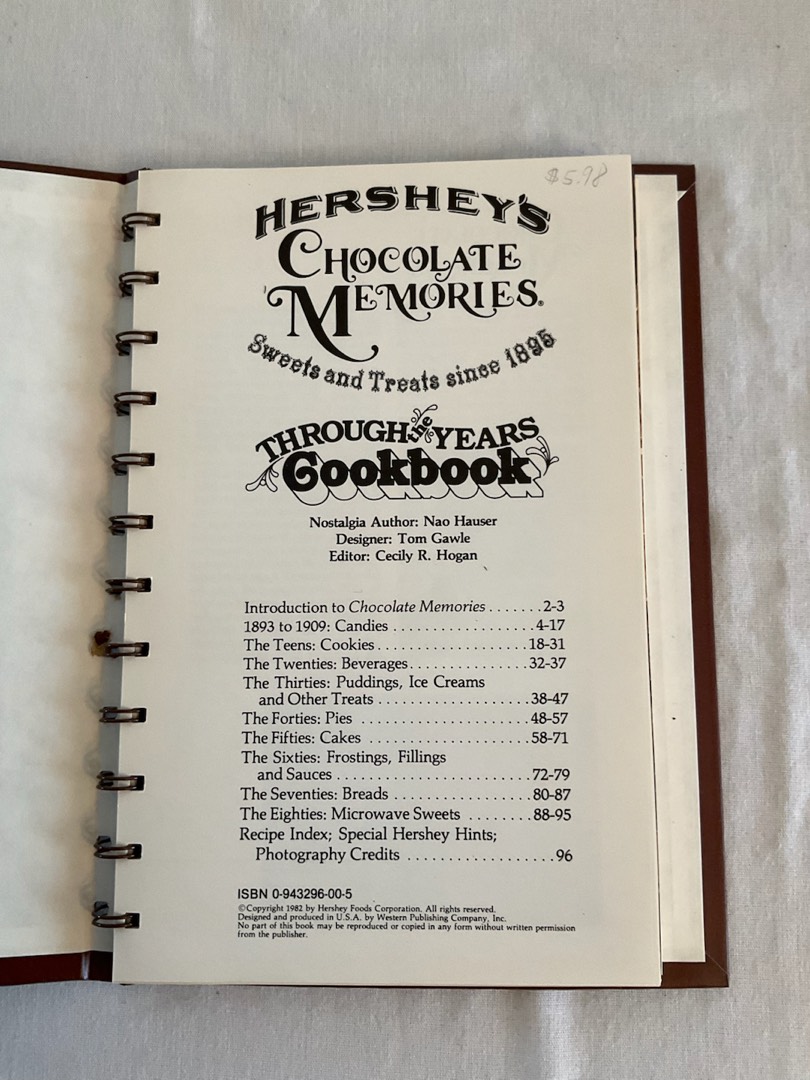 $5.98
HERSHEY'S
CHOCOLATE
MEMORIES®
Sweets and Treats since 1895
THROUGH the YEARS
Cookbook
Nostalgia Author: Nao Hauser
Designer: Tom Gawle
Editor: Cecily R. Hogan
Introduction to Chocolate Memories . . . . . . . 2-3
1893 to 1909: Candies . . . . . . . . . . . . . . . . . . 4-17
The Teens: Cookies . . . . . . . . . . . . . . . . . . . 18-31
The Twenties: Beverages . . . . . . . . . . . . . . . 32-37
The Thirties: Puddings, Ice Creams
and Other Treats . . . . . . . . . . . . . . . . . . . 38-47
The Forties: Pies . . . . . . . . . . . . . . . . . . . . . 48-57
The Fifties: Cakes . . . . . . . . . . . . . . . . . . . . 58-71
The Sixties: Frostings, Fillings
and Sauces . . . . . . . . . . . . . . . . . . . . . . . . 72-79
The Seventies: Breads . . . . . . . . . . . . . . . . . 80-87
The Eighties: Microwave Sweets . . . . . . . . 88-95
Recipe Index; Special Hershey Hints;
Photography Credits . . . . . . . . . . . . . . . . . . 96
ISBN 0-943296-00-5
©Copyright 1982 by Hershey Foods Corporation. All rights reserved.
Designed and produced in U.S.A. by Western Publishing Company, Inc.
No part of this book may be reproduced or copied in any form without written permission
from the publisher.